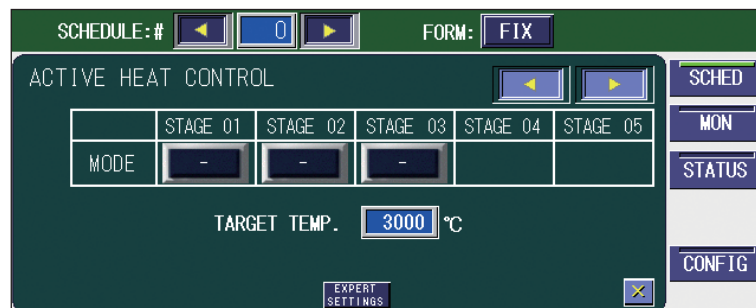 SCHEDULE:# 0 FORM: FIX
ACTIVE HEAT CONTROL
SCHED
STAGE 01 STAGE 02 STAGE 03 STAGE 04 STAGE 05
MON
MODE - - -
STATUS
TARGET TEMP. 3000 ℃
CONFIG
EXPERT
SETTINGS